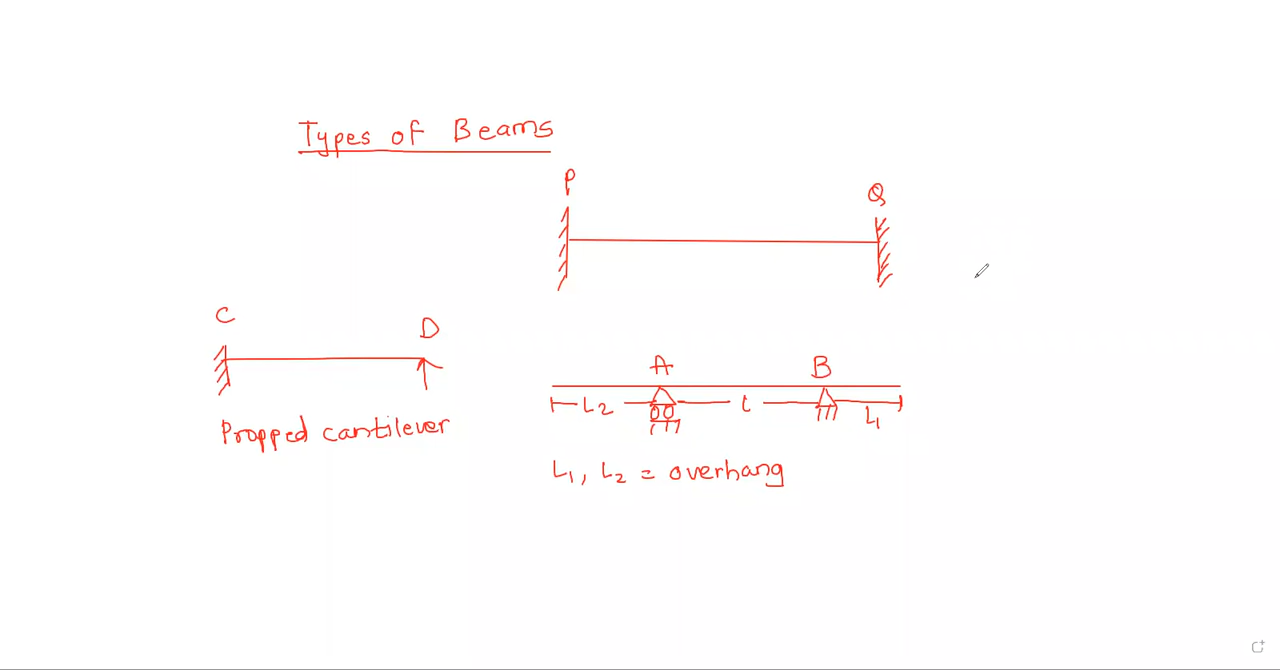 Types of Beams
P
Q
C
D
Propped cantilever
A
B
L2
l
L1
L1, L2 = overhang